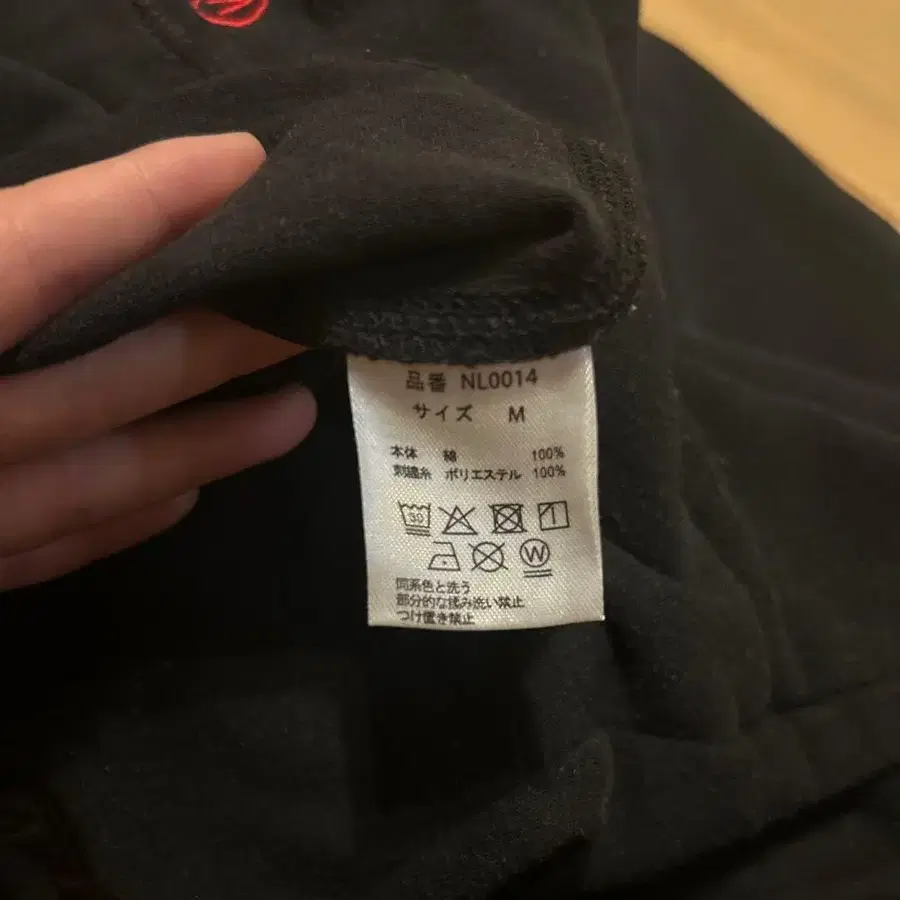 品番 NL0014
サイズ M
本体 綿 100%
刺繍糸 ポリエステル 100%
30
W
同系色と洗う
部分的な揉み洗い禁止
つけ置き禁止